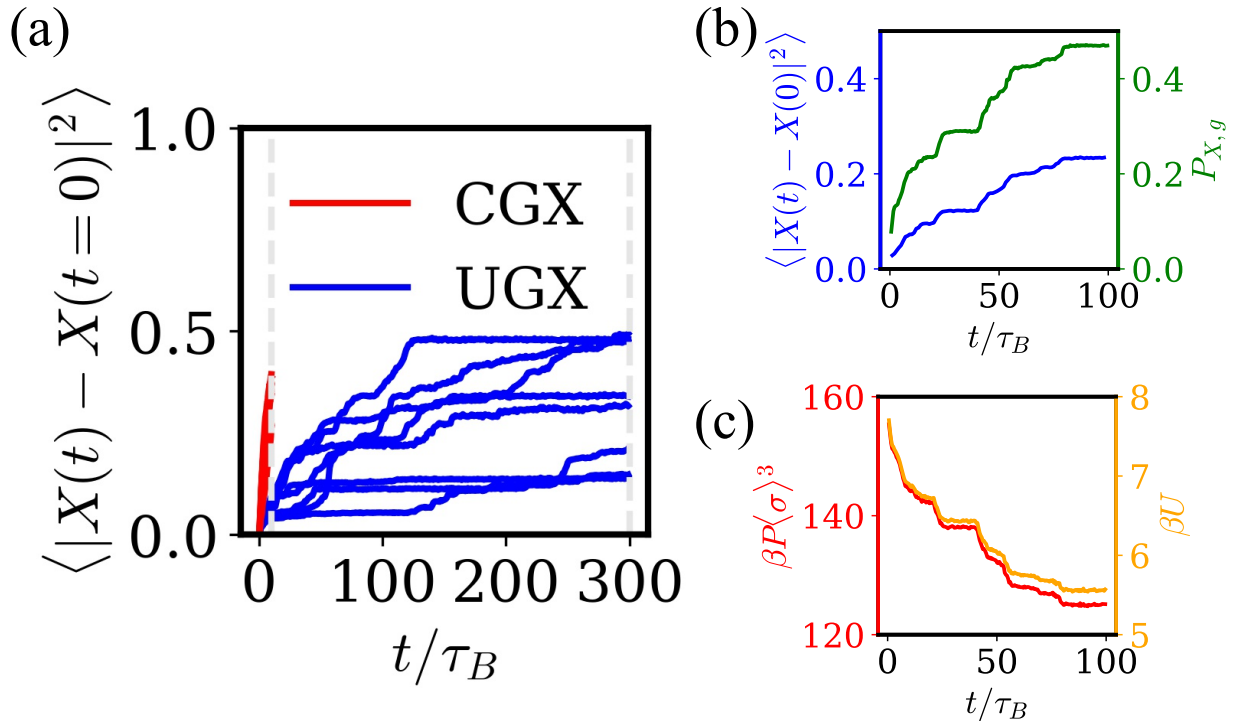 (a)
⟨|X(t) − X(t=0)|²⟩
1.0
0.5
0.0
CGX
UGX
0 100 200 300
t/τ_B
(b)
⟨|X(t) − X(0)|²⟩
0.4
0.2
0.0
0.4
0.2
0.0
P_{X,g}
0 50 100
t/τ_B
(c)
βP⟨σ⟩³
160
140
120
8
7
6
5
βU
0 50 100
t/τ_B